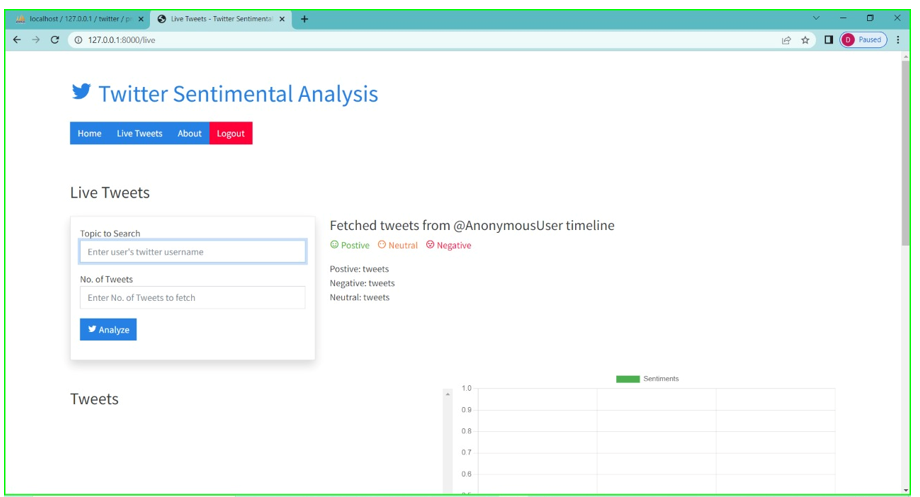 localhost / 127.0.0.1 / twitter / p
Live Tweets - Twitter Sentimental
127.0.0.1:8000/live
D Paused
Twitter Sentimental Analysis
Home Live Tweets About Logout
Live Tweets
Topic to Search
Enter user's twitter username
No. of Tweets
Enter No. of Tweets to fetch
Analyze
Fetched tweets from @AnonymousUser timeline
Postive Neutral Negative
Postive: tweets
Negative: tweets
Neutral: tweets
Tweets
Sentiments
1.0
0.9
0.8
0.7
0.6